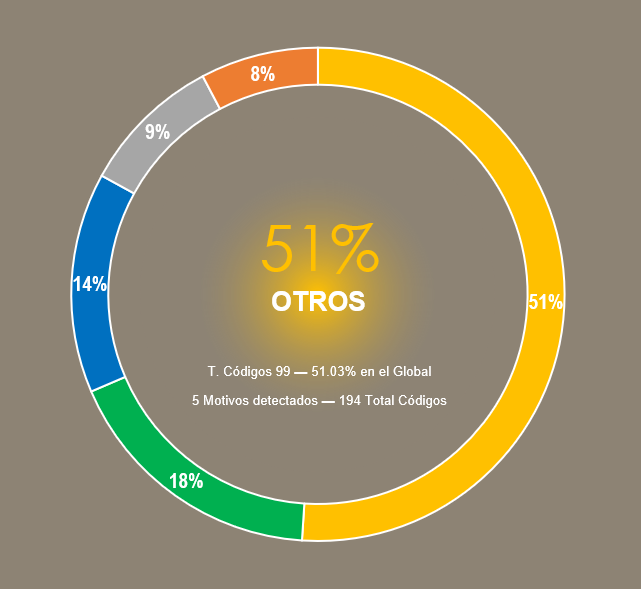 8%
9%
51%
14%
OTROS
51%
T. Códigos 99 — 51.03% en el Global
5 Motivos detectados — 194 Total Códigos
18%